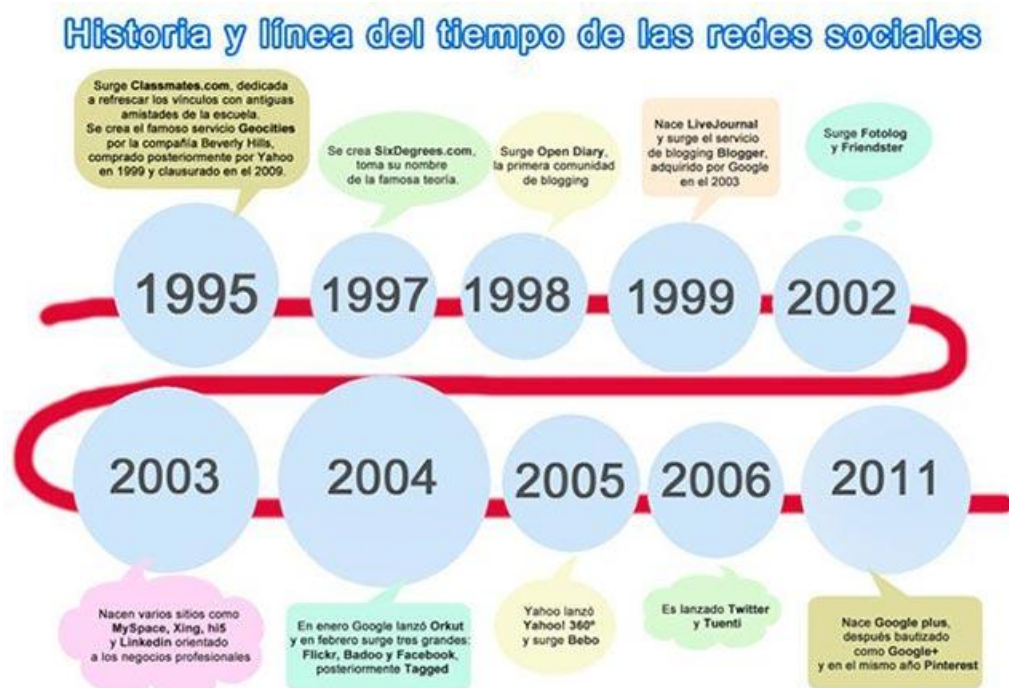 Historia y línea del tiempo de las redes sociales
Surge Classmates.com, dedicada
a refrescar los vínculos con antiguas
amistades de la escuela.
Se crea el famoso servicio Geocities
por la compañía Beverly Hills,
comprado posteriormente por Yahoo
en 1999 y clausurado en el 2009.
Se crea SixDegrees.com,
toma su nombre
de la famosa teoría.
Surge Open Diary,
la primera comunidad
de blogging
Nace LiveJournal
y surge el servicio
de blogging Blogger,
adquirido por Google
en el 2003
Surge Fotolog
y Friendster
1995
1997
1998
1999
2002
2003
2004
2005
2006
2011
Nacen varios sitios como
MySpace, Xing, hi5
y Linkedin orientado
a los negocios profesionales
En enero Google lanzó Orkut
y en febrero surge tres grandes:
Flickr, Badoo y Facebook,
posteriormente Tagged
Yahoo lanzó
Yahoo! 360º
y surge Bebo
Es lanzado Twitter
y Tuenti
Nace Google plus,
después bautizado
como Google+
y en el mismo año Pinterest